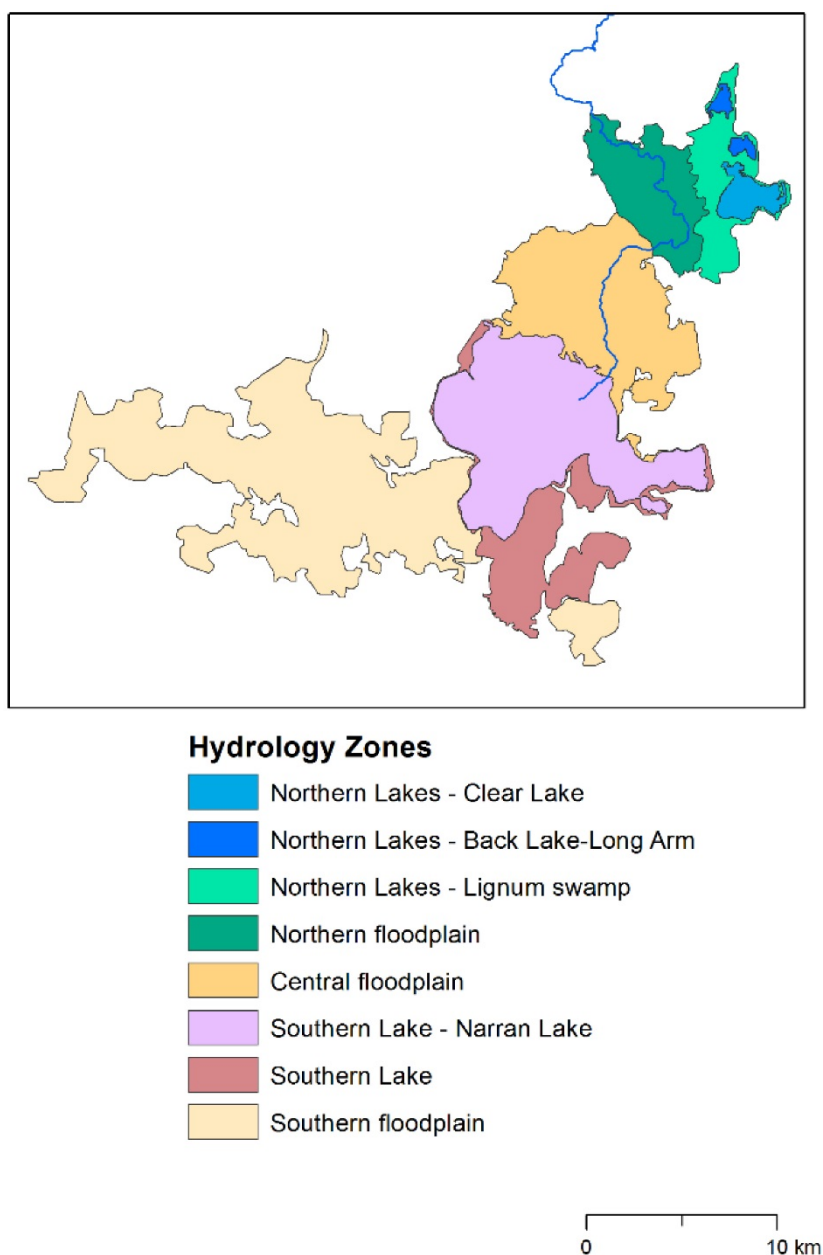 Hydrology Zones
Northern Lakes - Clear Lake
Northern Lakes - Back Lake-Long Arm
Northern Lakes - Lignum swamp
Northern floodplain
Central floodplain
Southern Lake - Narran Lake
Southern Lake
Southern floodplain
0 10 km